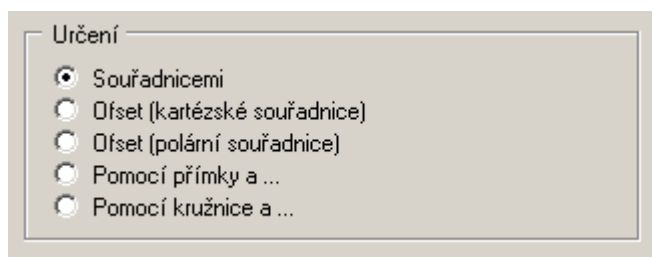 Určení
Souřadnicemi
Ofset (kartézské souřadnice)
Ofset (polární souřadnice)
Pomocí přímky a ...
Pomocí kružnice a ...